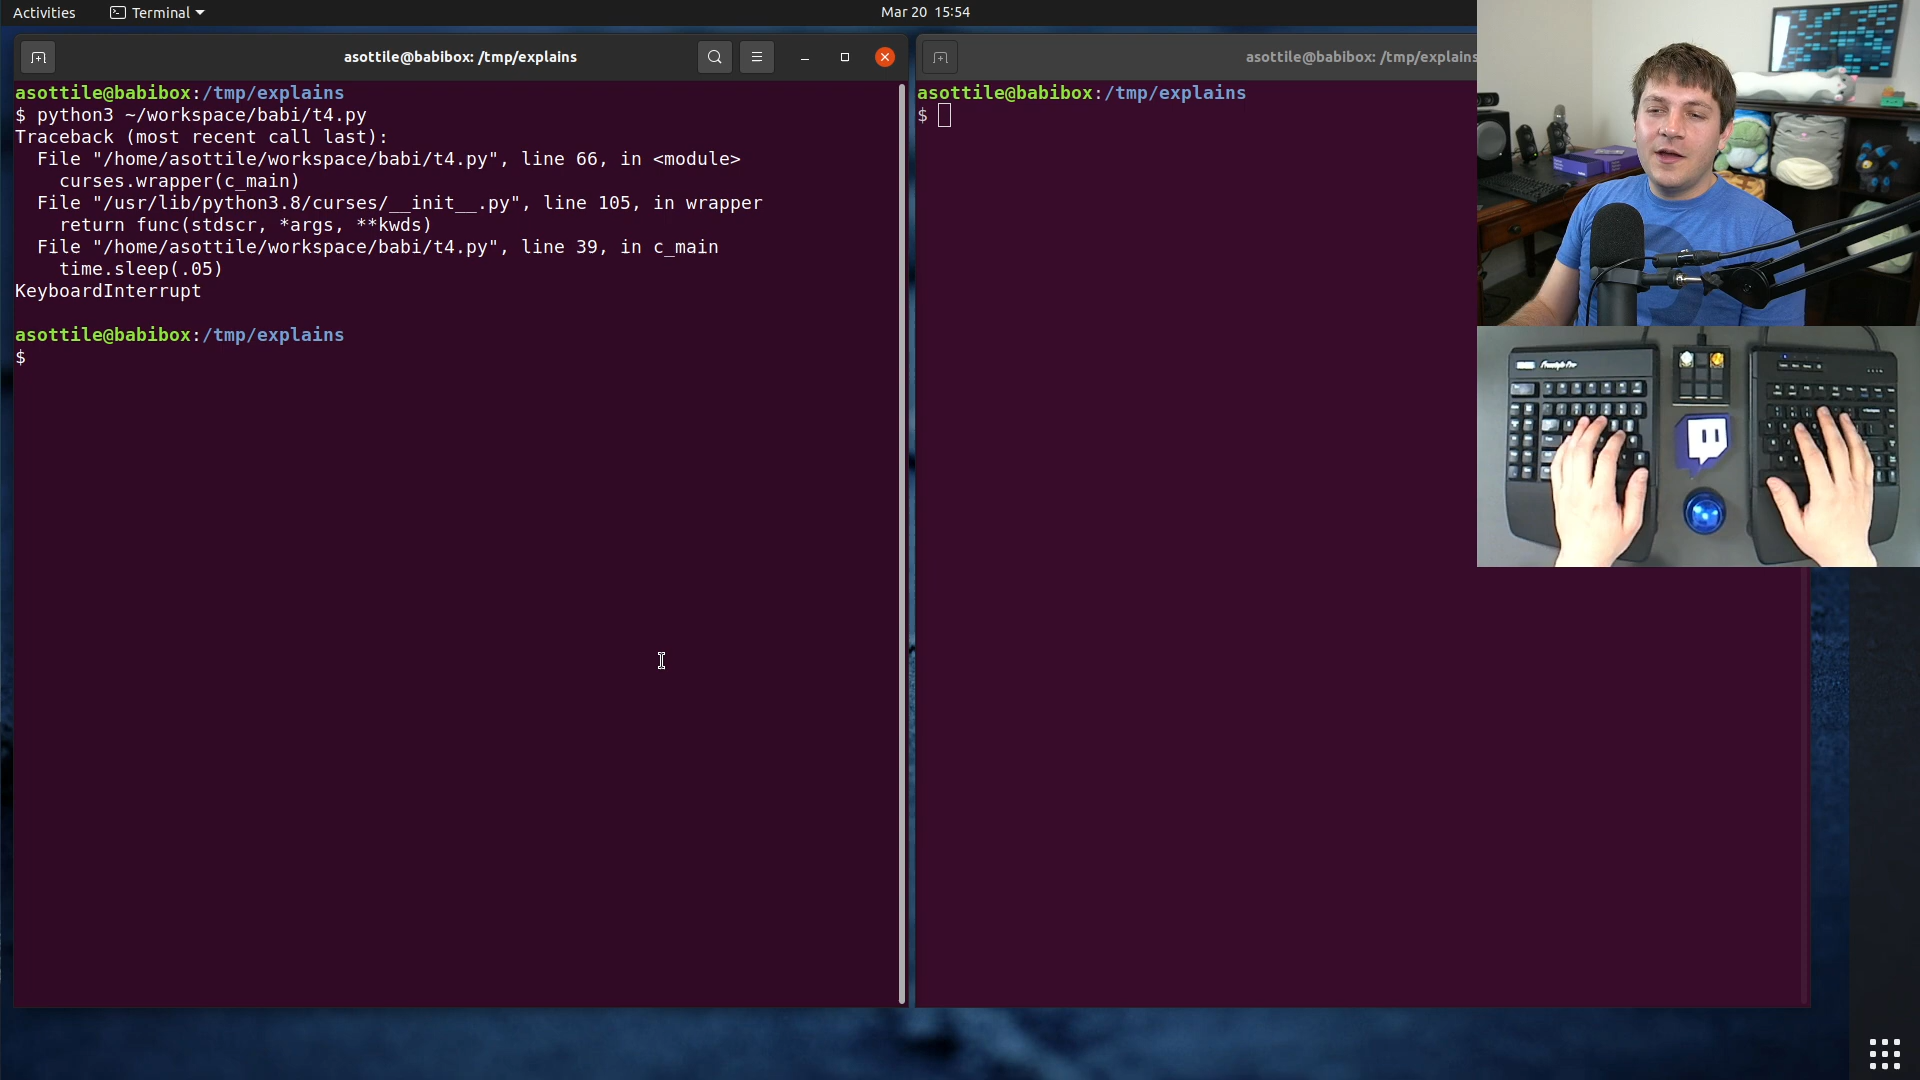 Activities
Terminal
Mar 20 15:54
asottile@babibox: /tmp/explains
asottile@babibox:/tmp/explains
$ python3 ~/workspace/babi/t4.py
Traceback (most recent call last):
  File "/home/asottile/workspace/babi/t4.py", line 66, in <module>
    curses.wrapper(c_main)
  File "/usr/lib/python3.8/curses/__init__.py", line 105, in wrapper
    return func(stdscr, *args, **kwds)
  File "/home/asottile/workspace/babi/t4.py", line 39, in c_main
    time.sleep(.05)
KeyboardInterrupt
asottile@babibox:/tmp/explains
$
asottile@babibox: /tmp/explains
asottile@babibox:/tmp/explains
$
Freestyle Pro